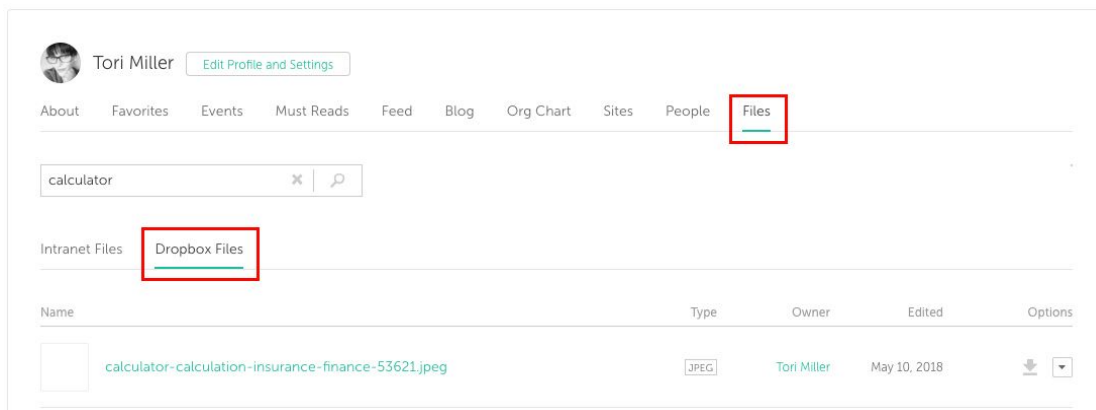 Tori Miller Edit Profile and Settings
About Favorites Events Must Reads Feed Blog Org Chart Sites People Files
calculator
Intranet Files Dropbox Files
Name Type Owner Edited Options
calculator-calculation-insurance-finance-53621.jpeg JPEG Tori Miller May 10, 2018